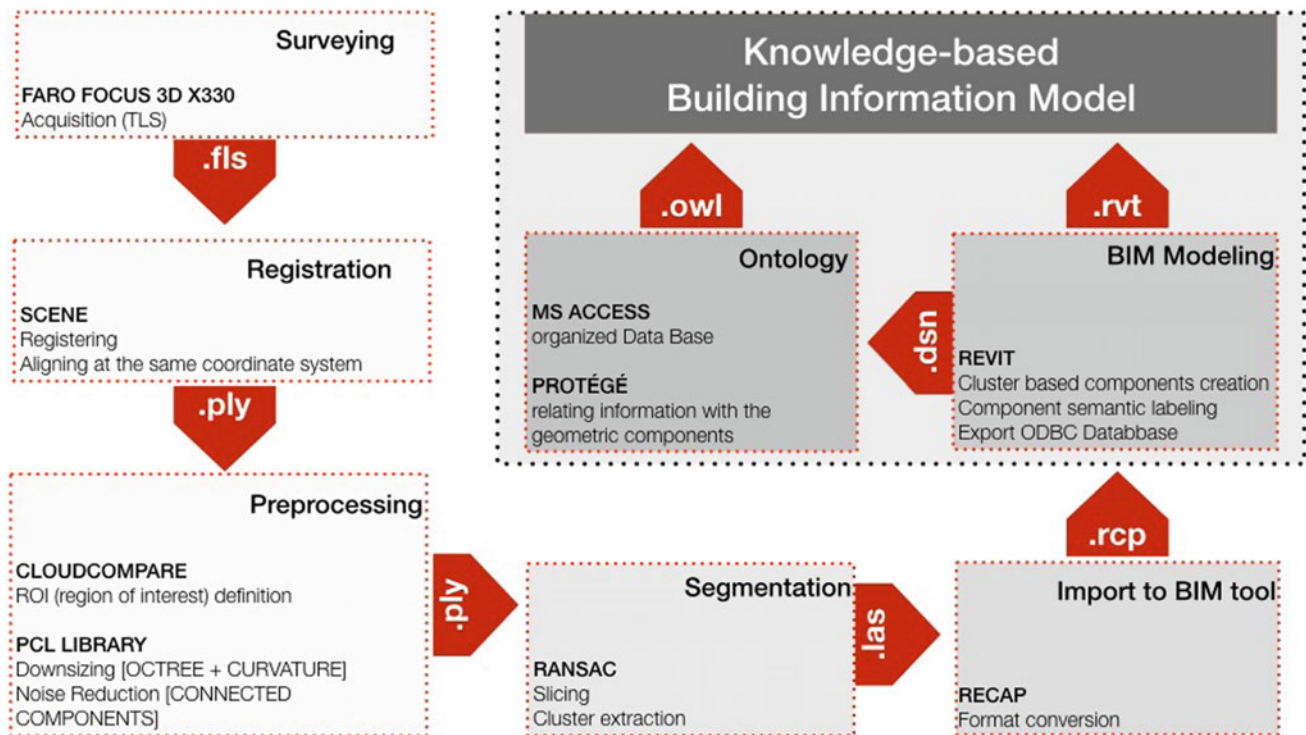 Surveying
FARO FOCUS 3D X330
Acquisition (TLS)
.fls
Registration
SCENE
Registering
Aligning at the same coordinate system
.ply
Preprocessing
CLOUDCOMPARE
ROI (region of interest) definition
PCL LIBRARY
Downsizing [OCTREE + CURVATURE]
Noise Reduction [CONNECTED
COMPONENTS]
.ply
Segmentation
RANSAC
Slicing
Cluster extraction
.las
Import to BIM tool
RECAP
Format conversion
.rcp
BIM Modeling
REVIT
Cluster based components creation
Component semantic labeling
Export ODBC Databbase
.dsn
Ontology
MS ACCESS
organized Data Base
PROTÉGÉ
relating information with the
geometric components
.owl
.rvt
Knowledge-based
Building Information Model